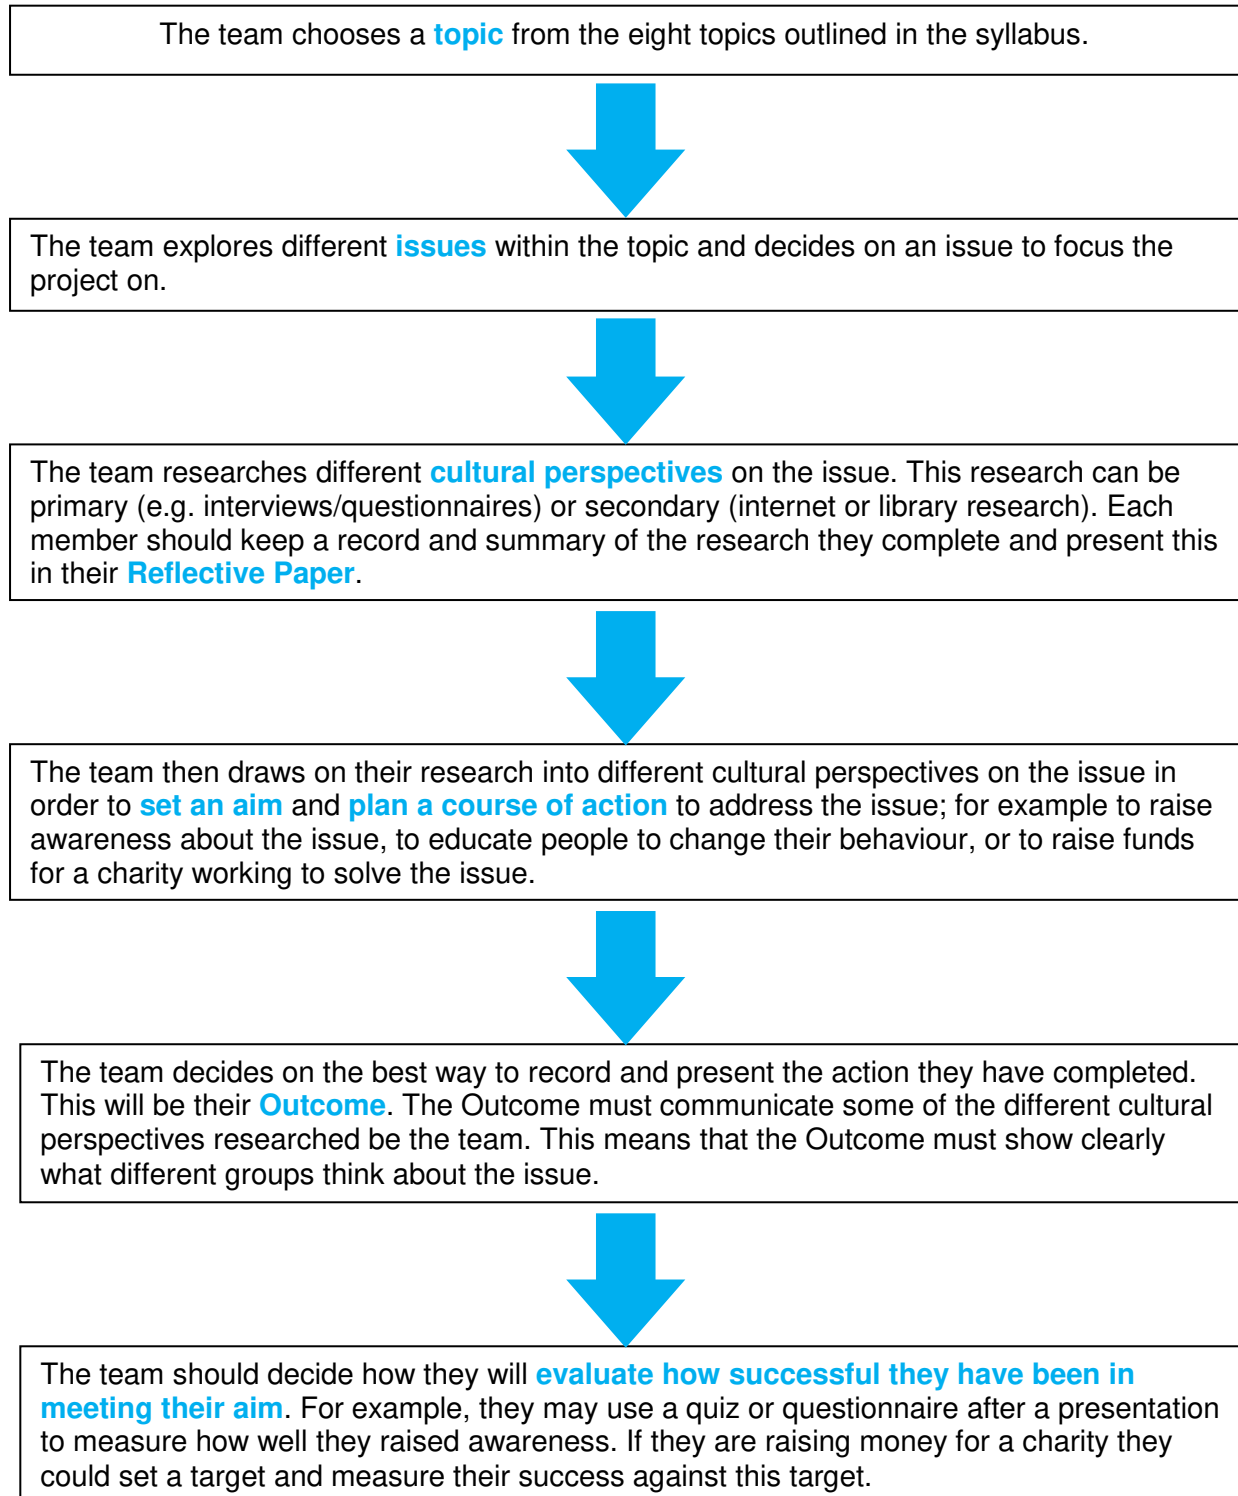 The team chooses a topic from the eight topics outlined in the syllabus.
The team explores different issues within the topic and decides on an issue to focus the
project on.
The team researches different cultural perspectives on the issue. This research can be
primary (e.g. interviews/questionnaires) or secondary (internet or library research). Each
member should keep a record and summary of the research they complete and present this
in their Reflective Paper.
The team then draws on their research into different cultural perspectives on the issue in
order to set an aim and plan a course of action to address the issue; for example to raise
awareness about the issue, to educate people to change their behaviour, or to raise funds
for a charity working to solve the issue.
The team decides on the best way to record and present the action they have completed.
This will be their Outcome. The Outcome must communicate some of the different cultural
perspectives researched be the team. This means that the Outcome must show clearly
what different groups think about the issue.
The team should decide how they will evaluate how successful they have been in
meeting their aim. For example, they may use a quiz or questionnaire after a presentation
to measure how well they raised awareness. If they are raising money for a charity they
could set a target and measure their success against this target.